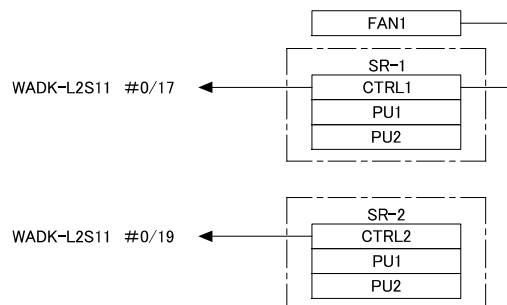 FAN1
SR-1
WADK-L2S11 #0/17
CTRL1
PU1
PU2
SR-2
WADK-L2S11 #0/19
CTRL2
PU1
PU2